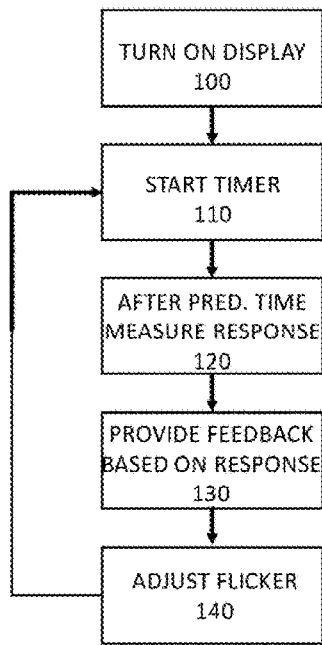 TURN ON DISPLAY
100
START TIMER
110
AFTER PRED. TIME
MEASURE RESPONSE
120
PROVIDE FEEDBACK
BASED ON RESPONSE
130
ADJUST FLICKER
140